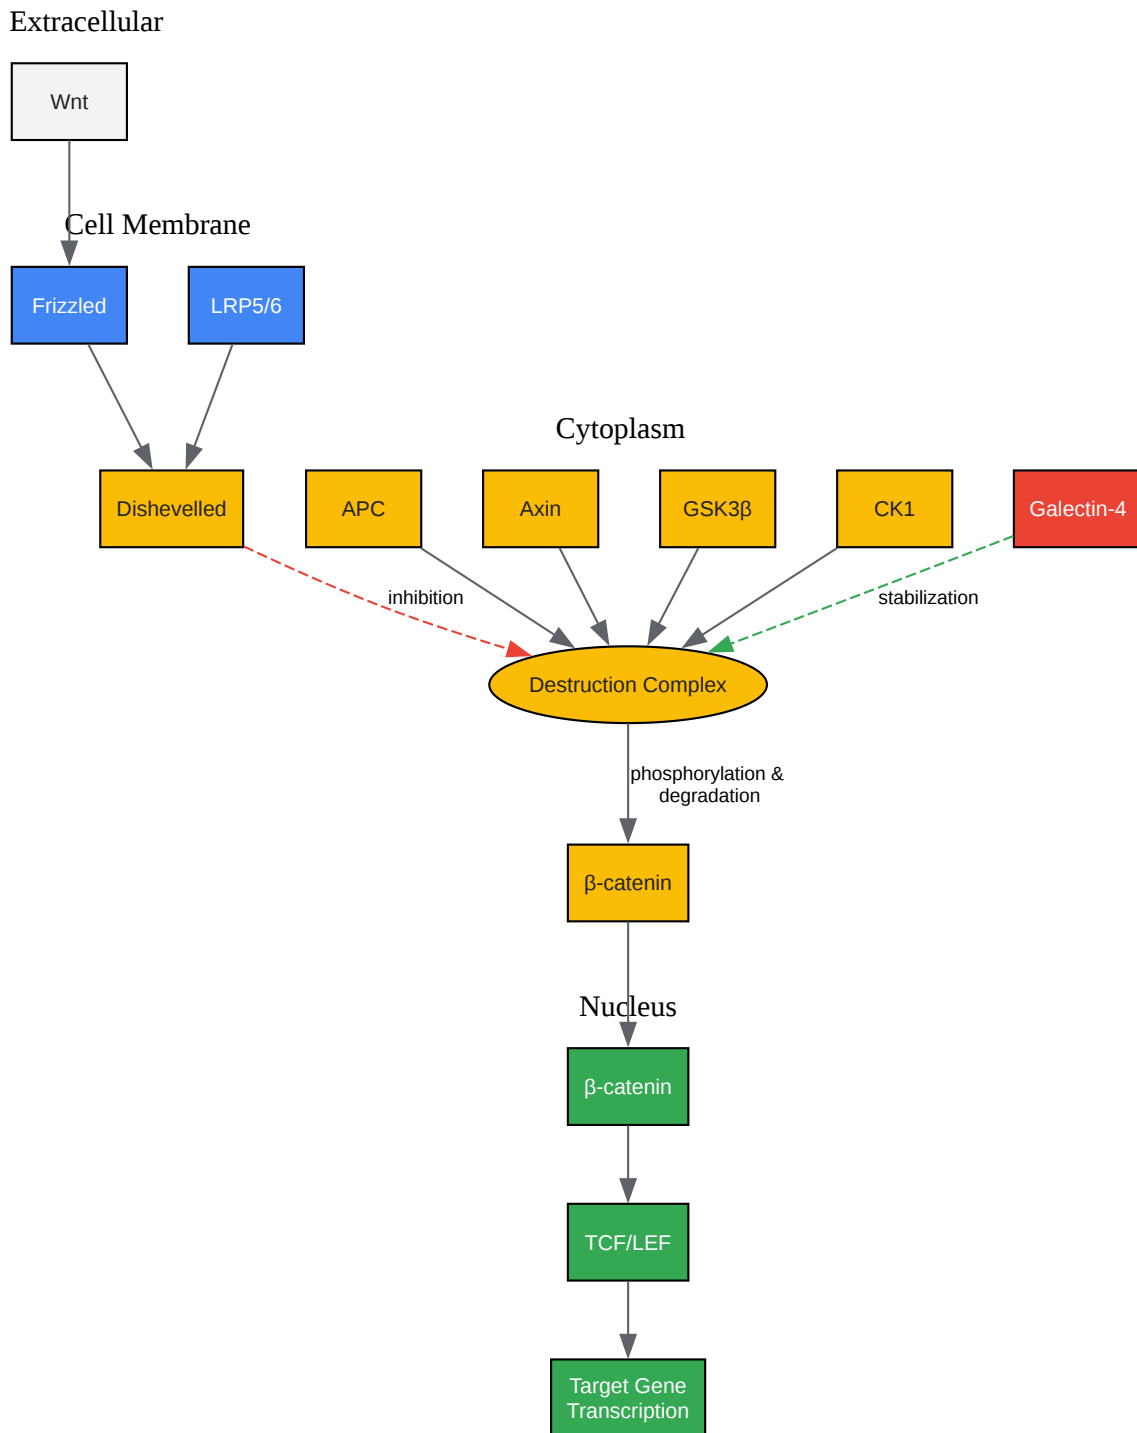 Extracellular
Wnt
Cell Membrane
Frizzled
LRP5/6
Cytoplasm
Dishevelled
APC
Axin
GSK3β
CK1
Galectin-4
inhibition
stabilization
Destruction Complex
phosphorylation &
degradation
β-catenin
Nucleus
β-catenin
TCF/LEF
Target Gene
Transcription